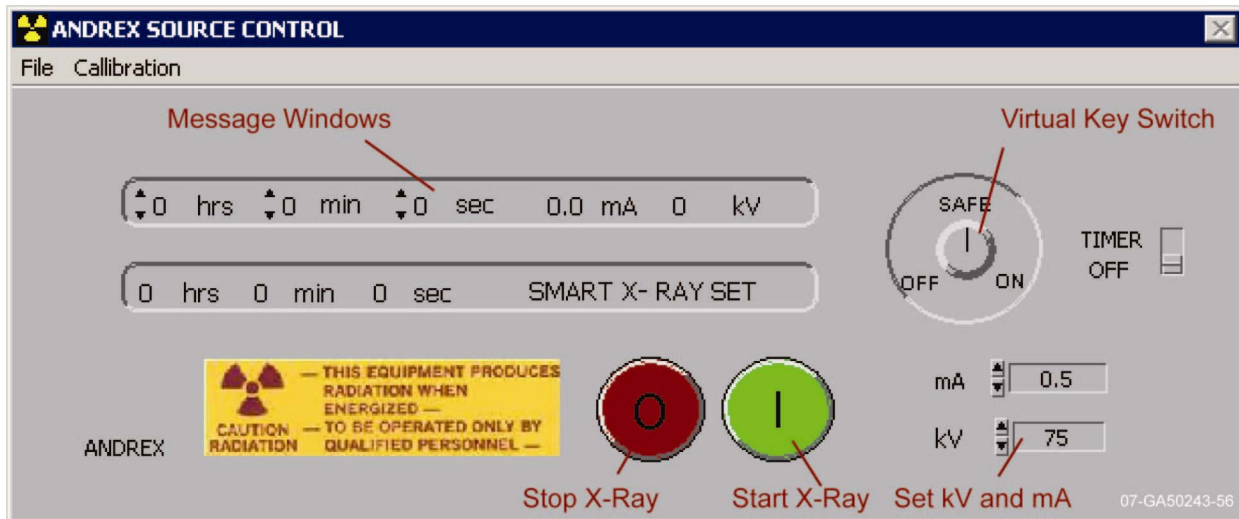 ANDREX SOURCE CONTROL
File Callibration
Message Windows
Virtual Key Switch
0 hrs 0 min 0 sec 0.0 mA 0 kV
SAFE
OFF ON
TIMER
OFF
0 hrs 0 min 0 sec SMART X- RAY SET
CAUTION
RADIATION
— THIS EQUIPMENT PRODUCES
RADIATION WHEN
ENERGIZED —
— TO BE OPERATED ONLY BY
QUALIFIED PERSONNEL —
ANDREX
O
I
mA 0.5
kV 75
Stop X-Ray
Start X-Ray
Set kV and mA
07-GA50243-56